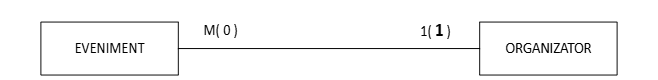 M( 0 )
1( 1 )
EVENIMENT
ORGANIZATOR